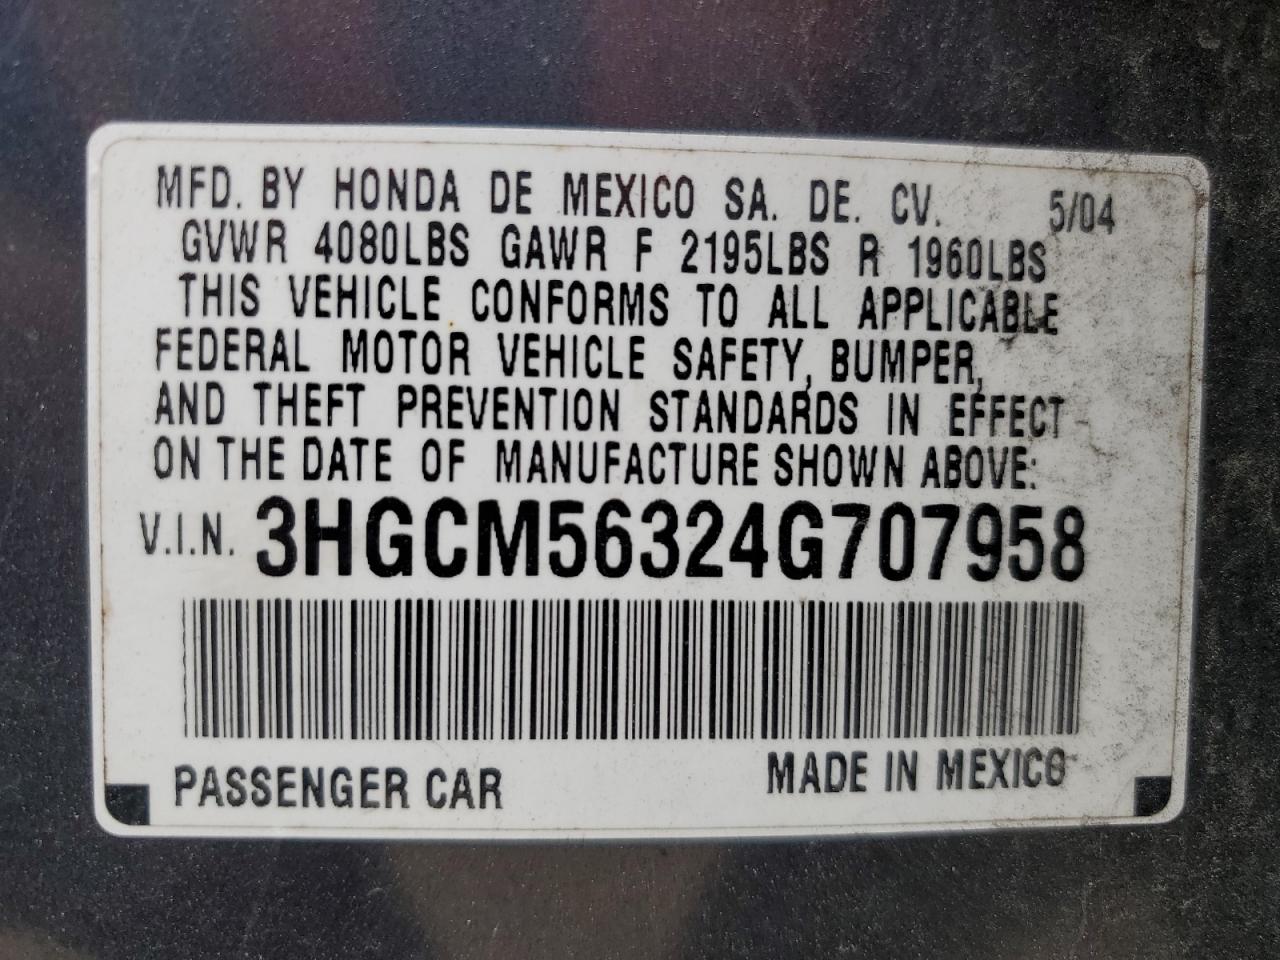 MFD. BY HONDA DE MEXICO SA. DE. CV. 5/04
GVWR 4080LBS GAWR F 2195LBS R 1960LBS
THIS VEHICLE CONFORMS TO ALL APPLICABLE
FEDERAL MOTOR VEHICLE SAFETY, BUMPER,
AND THEFT PREVENTION STANDARDS IN EFFECT
ON THE DATE OF MANUFACTURE SHOWN ABOVE:
V.I.N. 3HGCM56324G707958
PASSENGER CAR MADE IN MEXICO